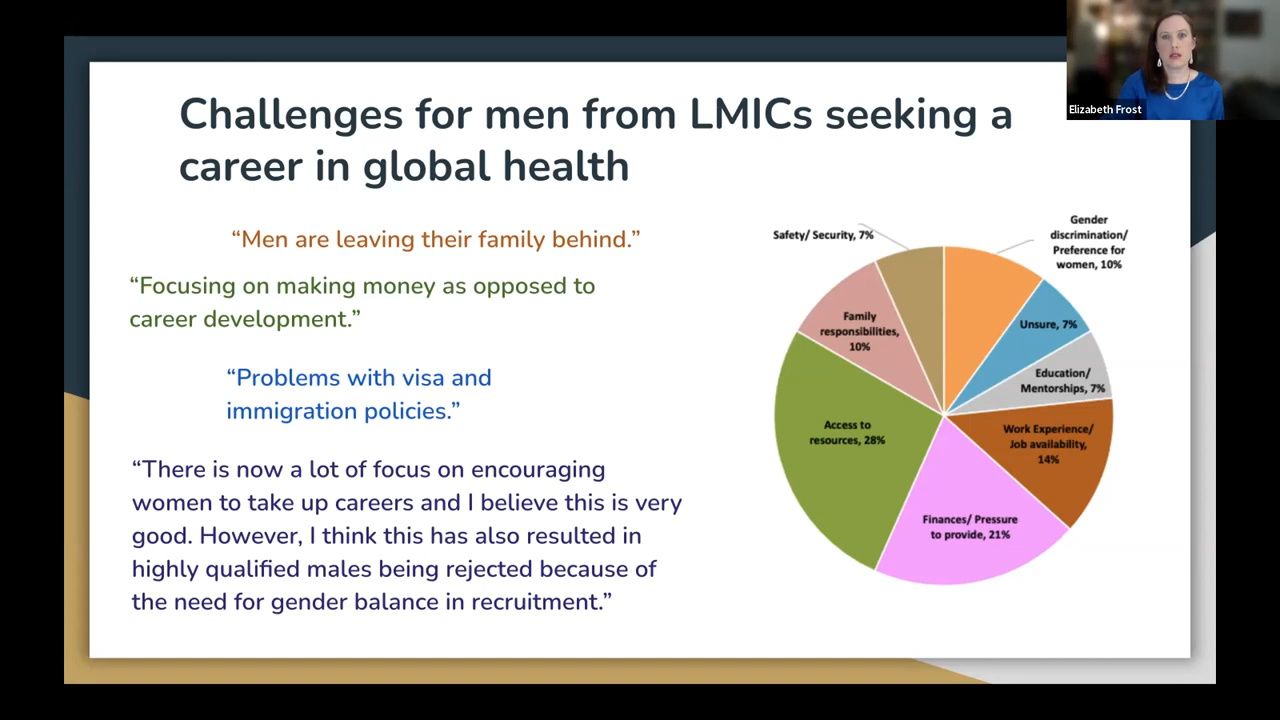 Elizabeth Frost
Challenges for men from LMICs seeking a
career in global health
“Men are leaving their family behind.”
“Focusing on making money as opposed to
career development.”
“Problems with visa and
immigration policies.”
“There is now a lot of focus on encouraging
women to take up careers and I believe this is very
good. However, I think this has also resulted in
highly qualified males being rejected because of
the need for gender balance in recruitment.”
Safety/ Security, 7%
Gender
discrimination/
Preference for
women, 10%
Unsure, 7%
Education/
Mentorships, 7%
Work Experience/
Job availability,
14%
Finances/ Pressure
to provide, 21%
Access to
resources, 28%
Family
responsibilities,
10%